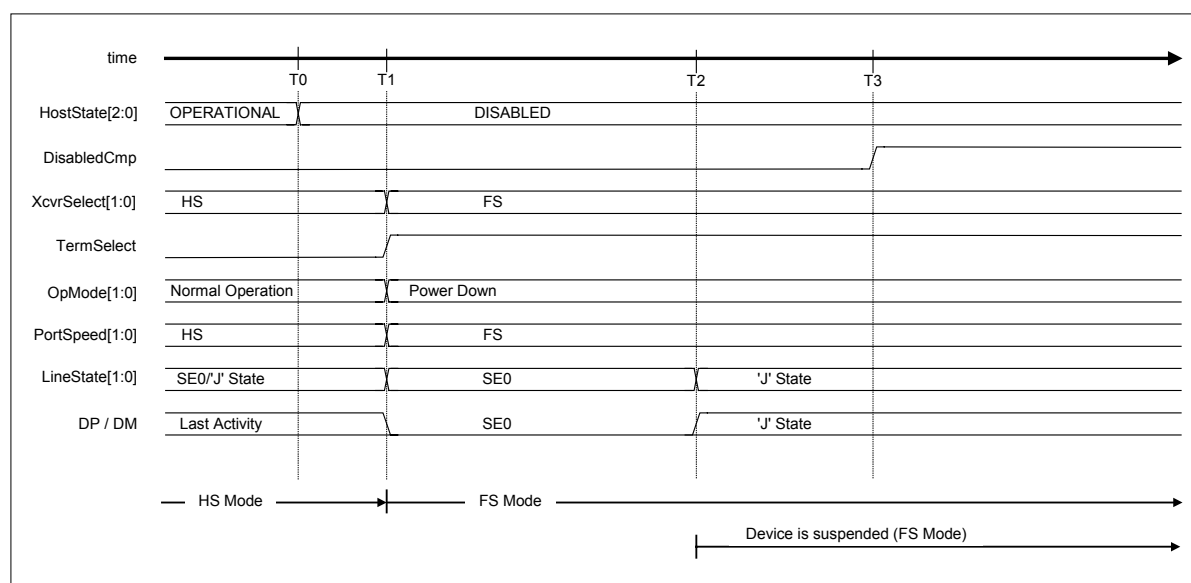 time
T0 T1 T2 T3
HostState[2:0] OPERATIONAL DISABLED
DisabledCmp
XcvrSelect[1:0] HS FS
TermSelect
OpMode[1:0] Normal Operation Power Down
PortSpeed[1:0] HS FS
LineState[1:0] SE0/'J' State SE0 'J' State
DP / DM Last Activity SE0 'J' State
HS Mode FS Mode
Device is suspended (FS Mode)